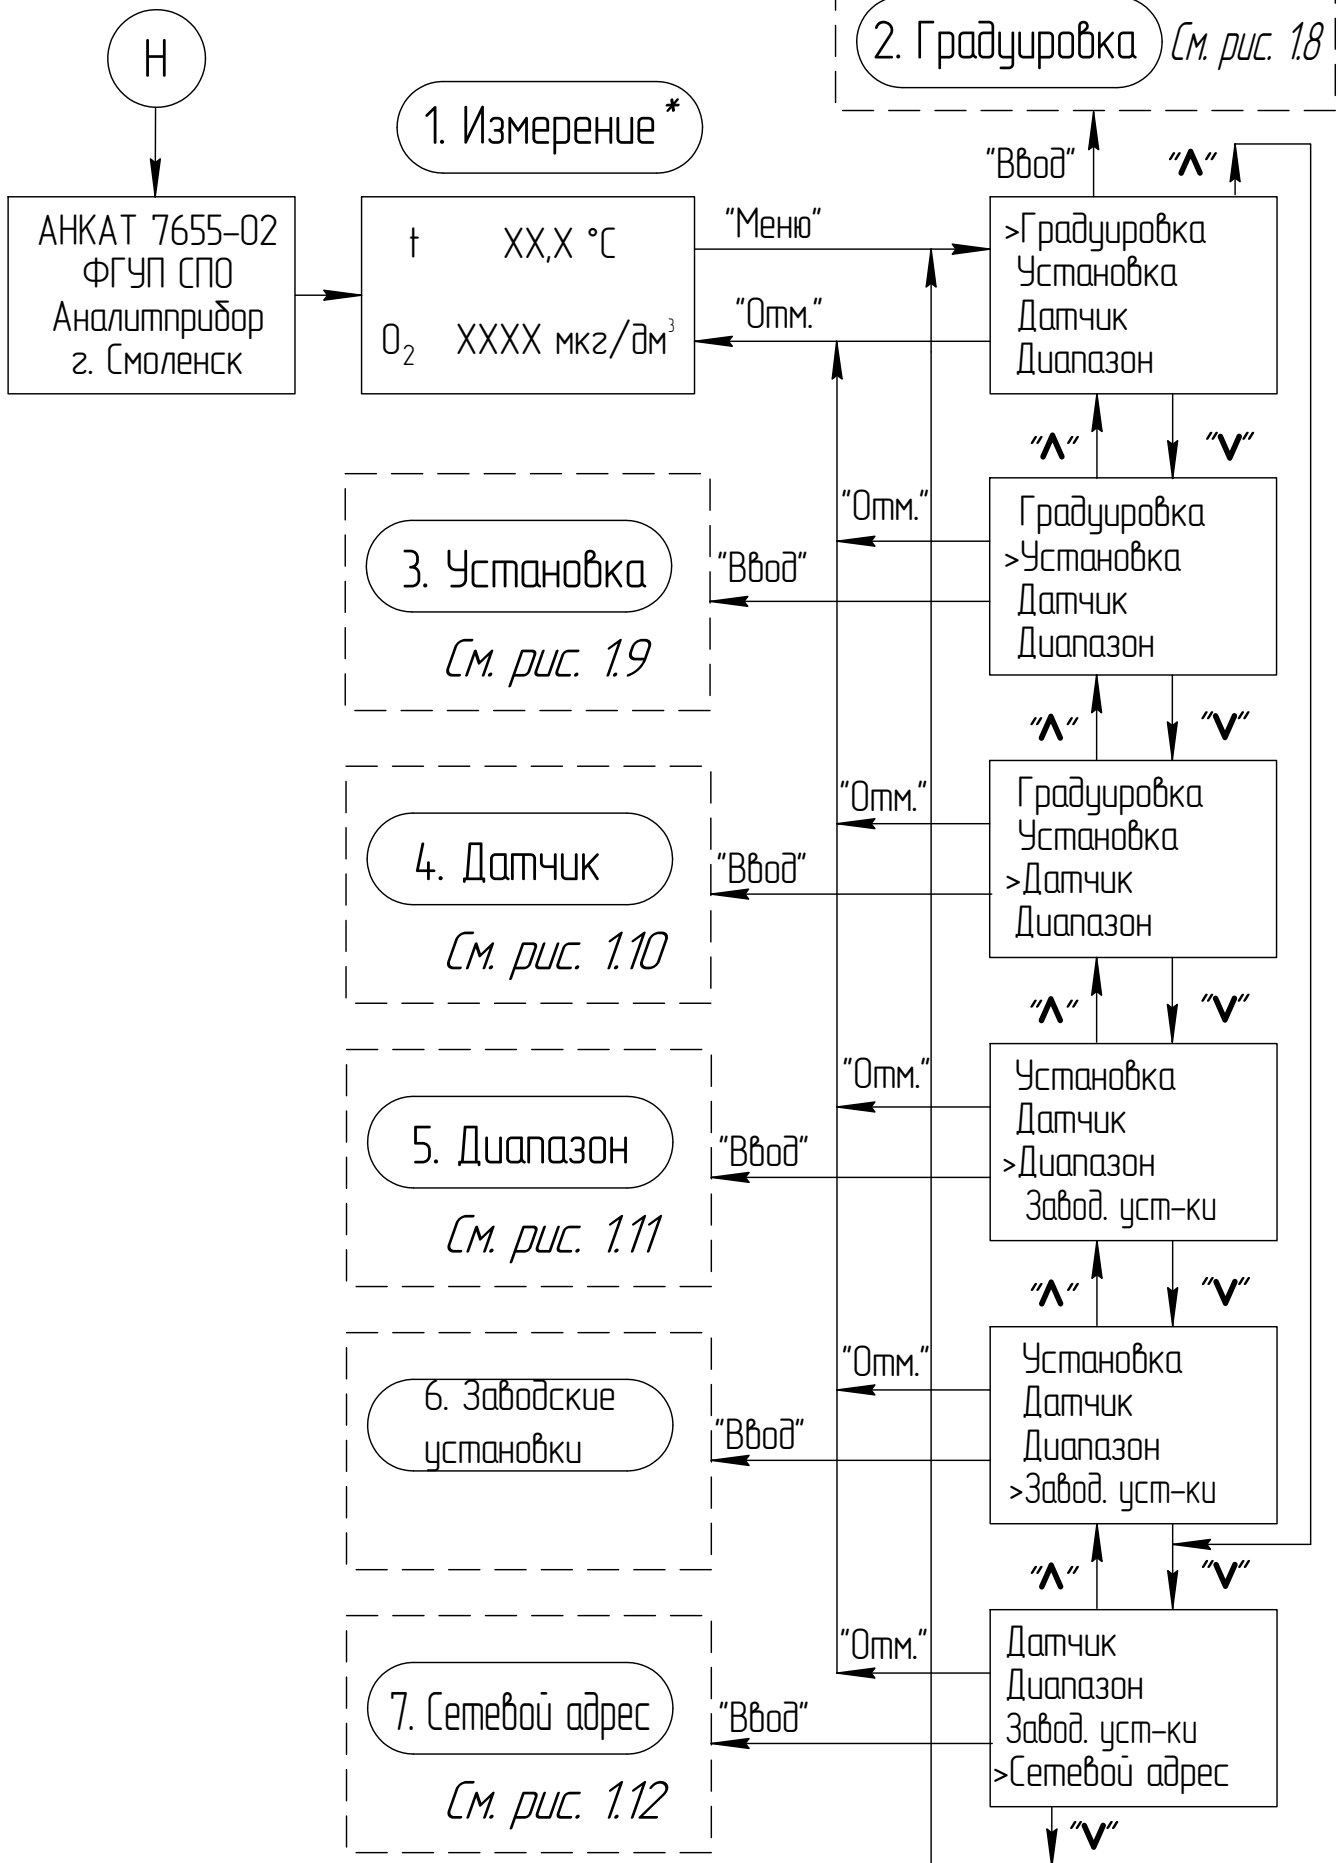 Н
2. Градуировка См. рис. 1.8
1. Измерение*
"Ввод"
"Λ"
АНКАТ 7655-02
ФГУП СПО
Аналитприбор
г. Смоленск
t XX,X °C
O₂ XXXX мкг/дм³
"Меню"
"Отм."
>Градуировка
Установка
Датчик
Диапазон
"Λ" "V"
3. Установка
См. рис. 1.9
"Отм."
"Ввод"
Градуировка
>Установка
Датчик
Диапазон
"Λ" "V"
4. Датчик
См. рис. 1.10
"Отм."
"Ввод"
Градуировка
Установка
>Датчик
Диапазон
"Λ" "V"
5. Диапазон
См. рис. 1.11
"Отм."
"Ввод"
Установка
Датчик
>Диапазон
Завод. уст-ки
"Λ" "V"
6. Заводские
установки
"Отм."
"Ввод"
Установка
Датчик
Диапазон
>Завод. уст-ки
"Λ" "V"
7. Сетевой адрес
См. рис. 1.12
"Отм."
"Ввод"
Датчик
Диапазон
Завод. уст-ки
>Сетевой адрес
"V"